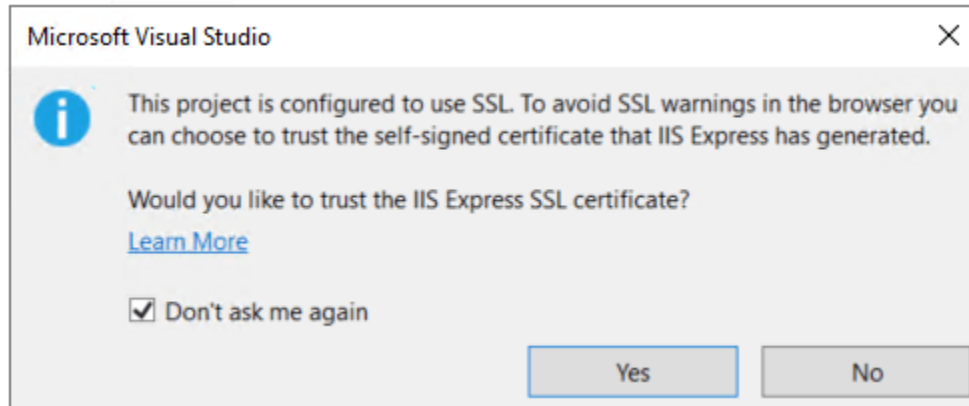 Microsoft Visual Studio
This project is configured to use SSL. To avoid SSL warnings in the browser you
can choose to trust the self-signed certificate that IIS Express has generated.
Would you like to trust the IIS Express SSL certificate?
Learn More
Don't ask me again
Yes No